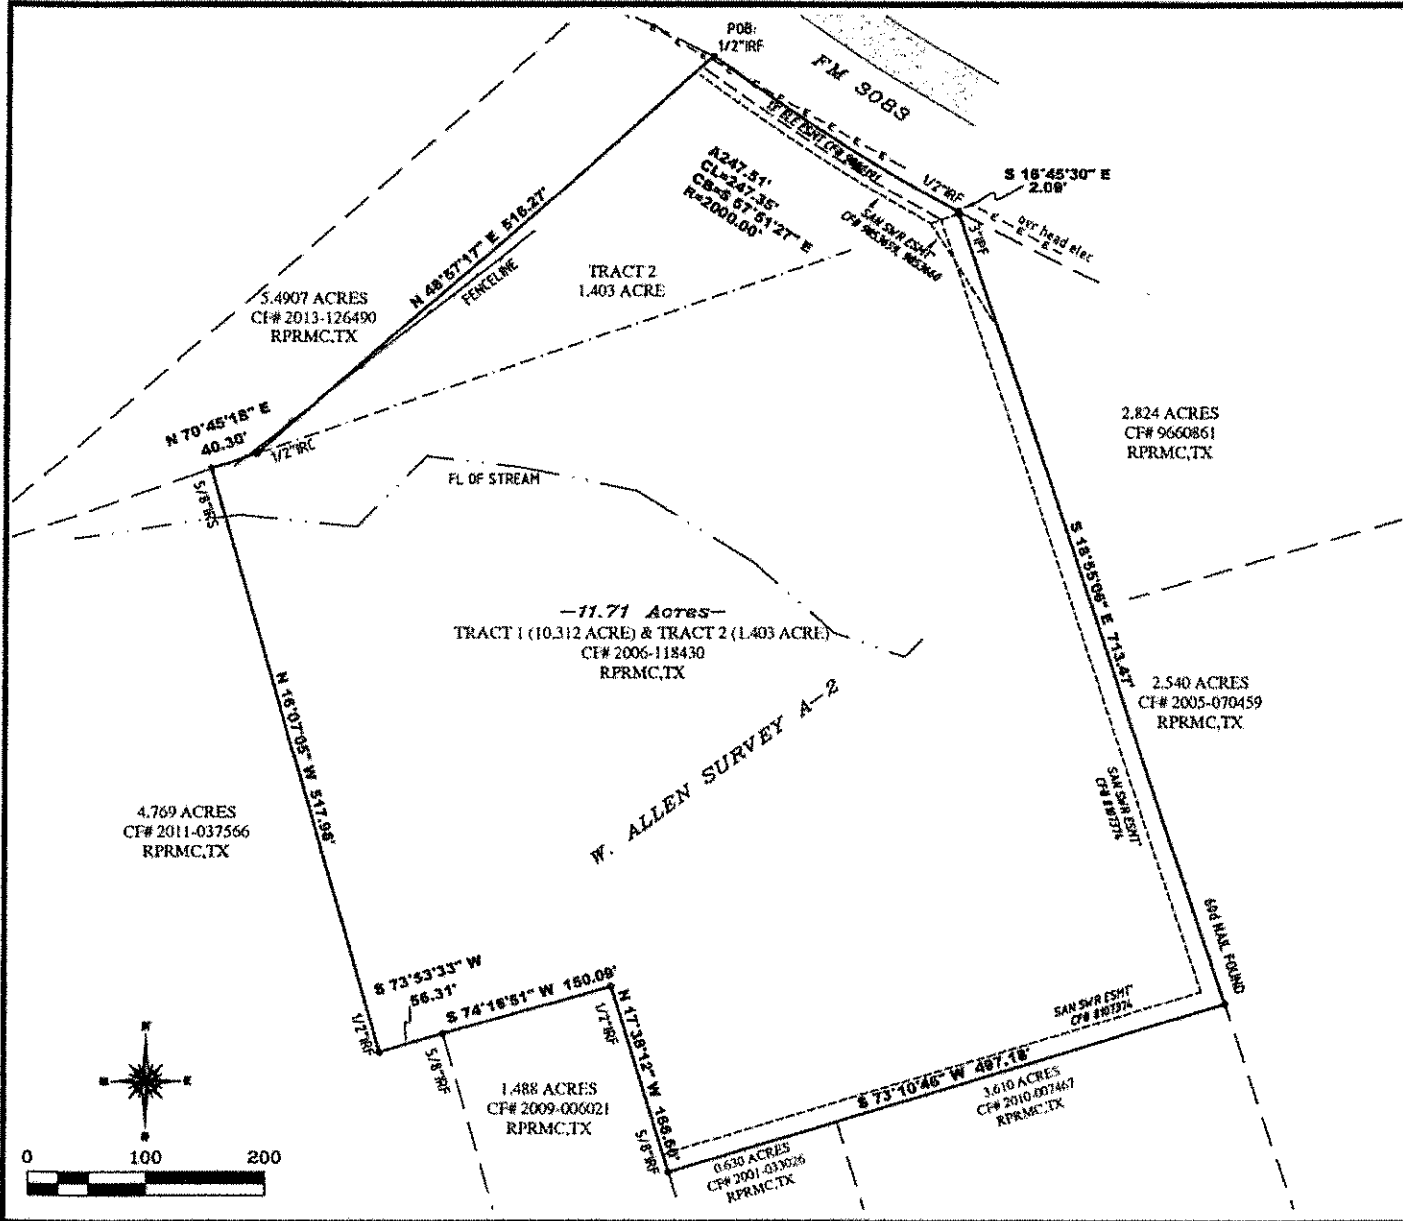 POB:
1/2"IRF
FM 3083
S 16°45'30" E
2.09'
1/2"IRF
3"IPF
ovr head elec
Δ247.51'
CL=247.35'
CB=S 57°51'27" E
R=2000.00'
SAN SWR ESMT
N 48°57'17" E 516.27'
FENCELINE
TRACT 2
1.403 ACRE
5.4907 ACRES
CF# 2013-126490
RPRMC,TX
N 70°45'18" E
40.30'
1/2"IRC
5/8"IRS
FL OF STREAM
2.824 ACRES
CF# 9660861
RPRMC,TX
S 18°55'06" E 713.47'
-11.71 Acres-
TRACT 1 (10.312 ACRE) & TRACT 2 (1.403 ACRE)
CF# 2006-118430
RPRMC,TX
2.540 ACRES
CF# 2005-070459
RPRMC,TX
N 16°07'05" W 517.96'
W. ALLEN SURVEY A-2
SAN SWR ESMT
CF# 8107374
4.769 ACRES
CF# 2011-037566
RPRMC,TX
60d NAIL FOUND
S 73°53'33" W
56.31'
S 74°16'51" W 150.09'
1/2"IRF
5/8"IRF
1/2"IRF
N 17°38'12" W
5/8"IRF
SAN SWR ESMT
CF# 8107374
S 73°10'46" W 497.18'
3.610 ACRES
CF# 2010-007467
RPRMC,TX
1.488 ACRES
CF# 2009-006021
RPRMC,TX
0.630 ACRES
CF# 2001-033026
RPRMC,TX
0 100 200